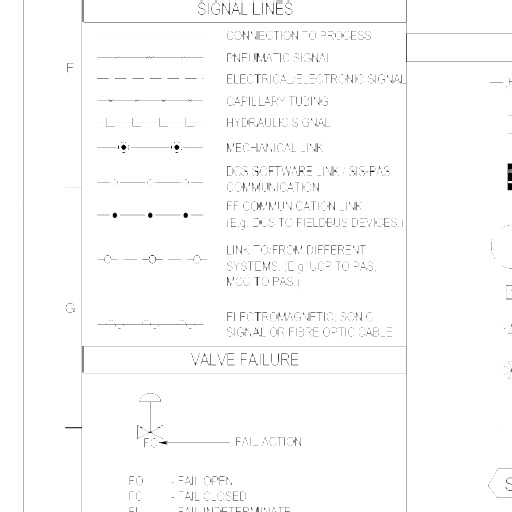 SIGNAL LINES
CONNECTION TO PROCESS
F
PNEUMATIC SIGNAL
ELECTRICAL/ELECTRONIC SIGNAL
CAPILLARY TUBING
HYDRAULIC SIGNAL
MECHANICAL LINK
DCS SOFTWARE LINK / SIS-PAS
COMMUNICATION
FF COMMUNICATION LINK
(E.g. DCS TO FIELDBUS DEVICES.)
LINK TO/FROM DIFFERENT
SYSTEMS. (E.g. UCP TO PAS,
MCC TO PAS.)
G
ELECTROMAGNETIC, SONIC
SIGNAL OR FIBRE OPTIC CABLE
VALVE FAILURE
FC
FAIL ACTION
FO - FAIL OPEN
FC - FAIL CLOSED
FI - FAIL INDETERMINATE
S